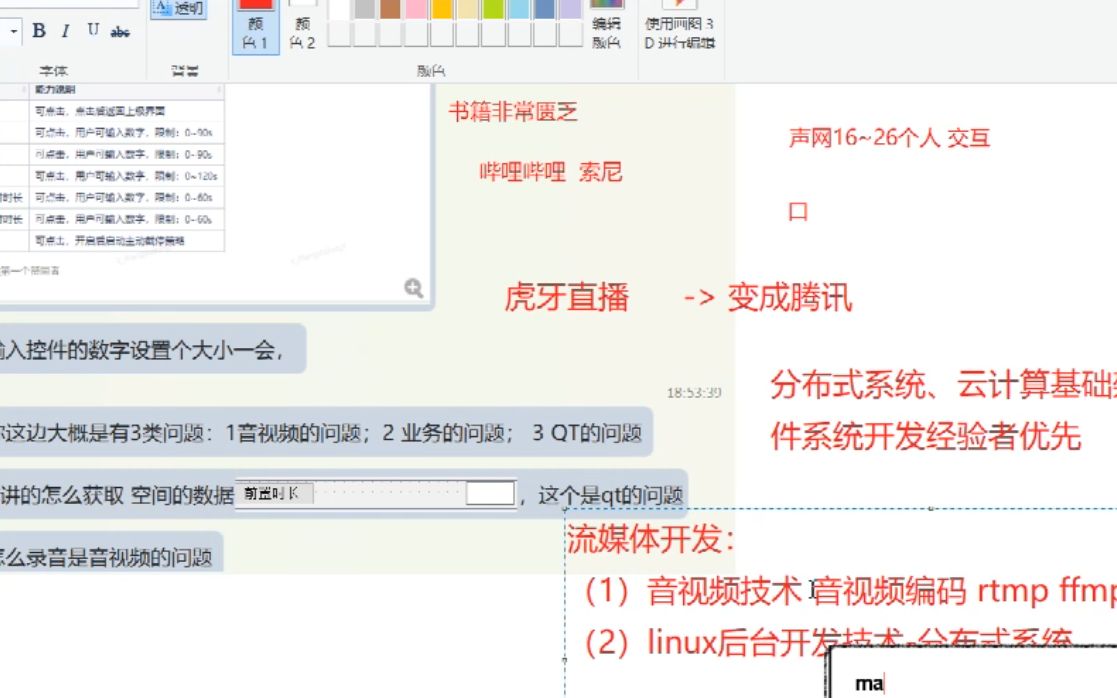 透明
B I U abc
颜
色 1
颜
色 2
编辑
颜色
使用画图 3
D 进行编辑
字体
背景
颜色
能力说明
可点击，点击后返回上级界面
可点击，用户可输入数字，限制：0~90s
可点击，用户可输入数字，限制：0~90s
可点击，用户可输入数字，限制：0~120s
时长 可点击，用户可输入数字，限制：0~60s
时长 可点击，用户可输入数字，限制：0~60s
可点击，开启后启动主动截停策略
书籍非常匮乏
哔哩哔哩 索尼
声网16~26个人 交互
口
虎牙直播 -> 变成腾讯
输入控件的数字设置个大小一会，
18:53:39
分布式系统、云计算基础
件系统开发经验者优先
你这边大概是有3类问题：1音视频的问题；2 业务的问题； 3 QT的问题
讲的怎么获取 空间的数据 前置时长 ，这个是qt的问题
怎么录音是音视频的问题
流媒体开发：
（1）音视频技术 音视频编码 rtmp ffmp
（2）linux后台开发技术-分布式系统
ma